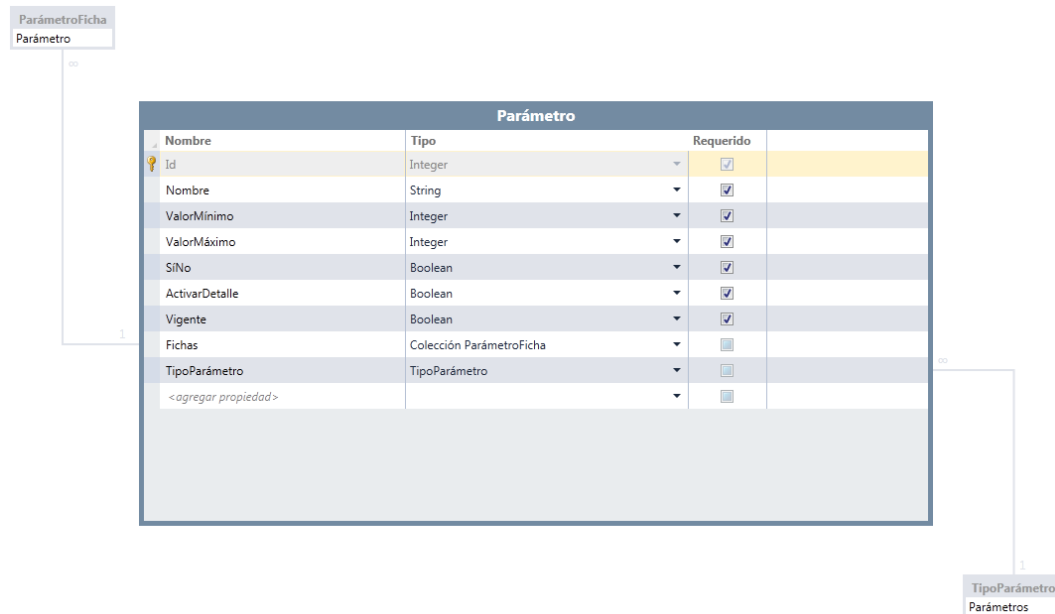 ParámetroFicha
Parámetro
∞
Parámetro
Nombre Tipo Requerido
Id Integer
Nombre String
ValorMínimo Integer
ValorMáximo Integer
SíNo Boolean
ActivarDetalle Boolean
Vigente Boolean
1
Fichas Colección ParámetroFicha
∞
TipoParámetro TipoParámetro
<agregar propiedad>
1
TipoParámetro
Parámetros